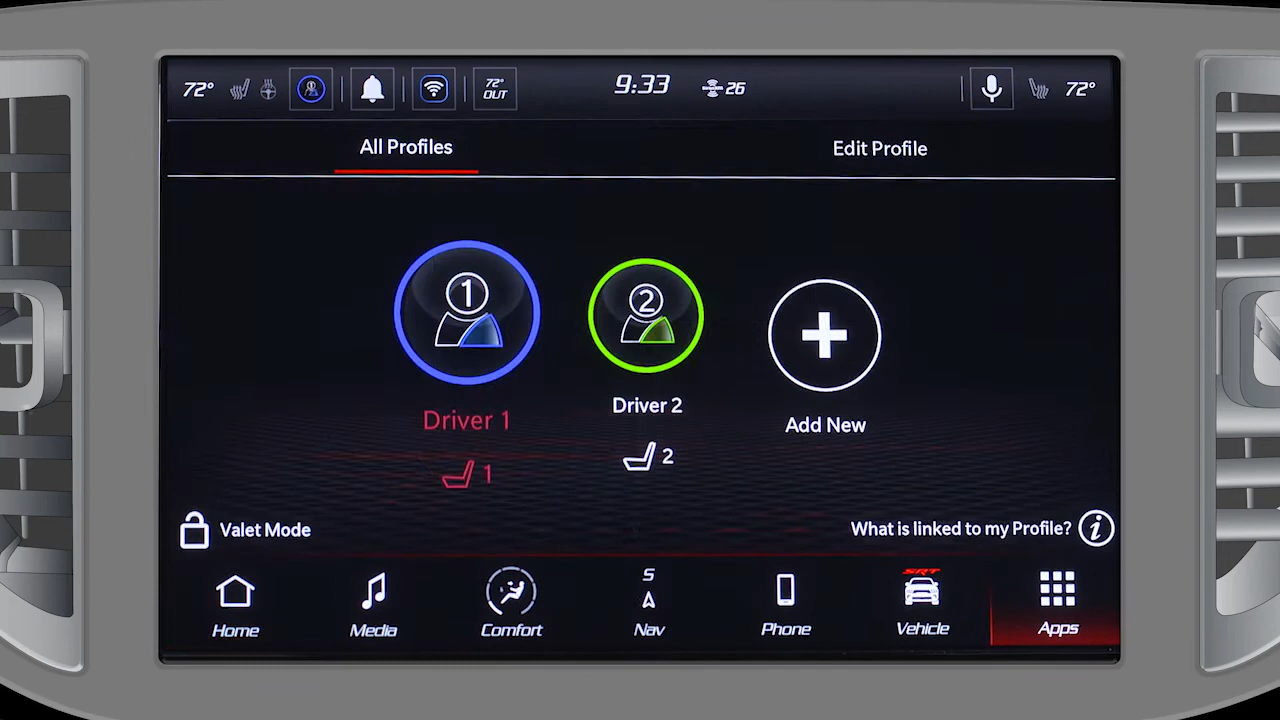 72°
1
72°
OUT
9:33
26
72°
All Profiles
Edit Profile
1
2
Driver 1
Driver 2
Add New
1
2
Valet Mode
What is linked to my Profile?
i
S
SRT
Home
Media
Comfort
Nav
Phone
Vehicle
Apps